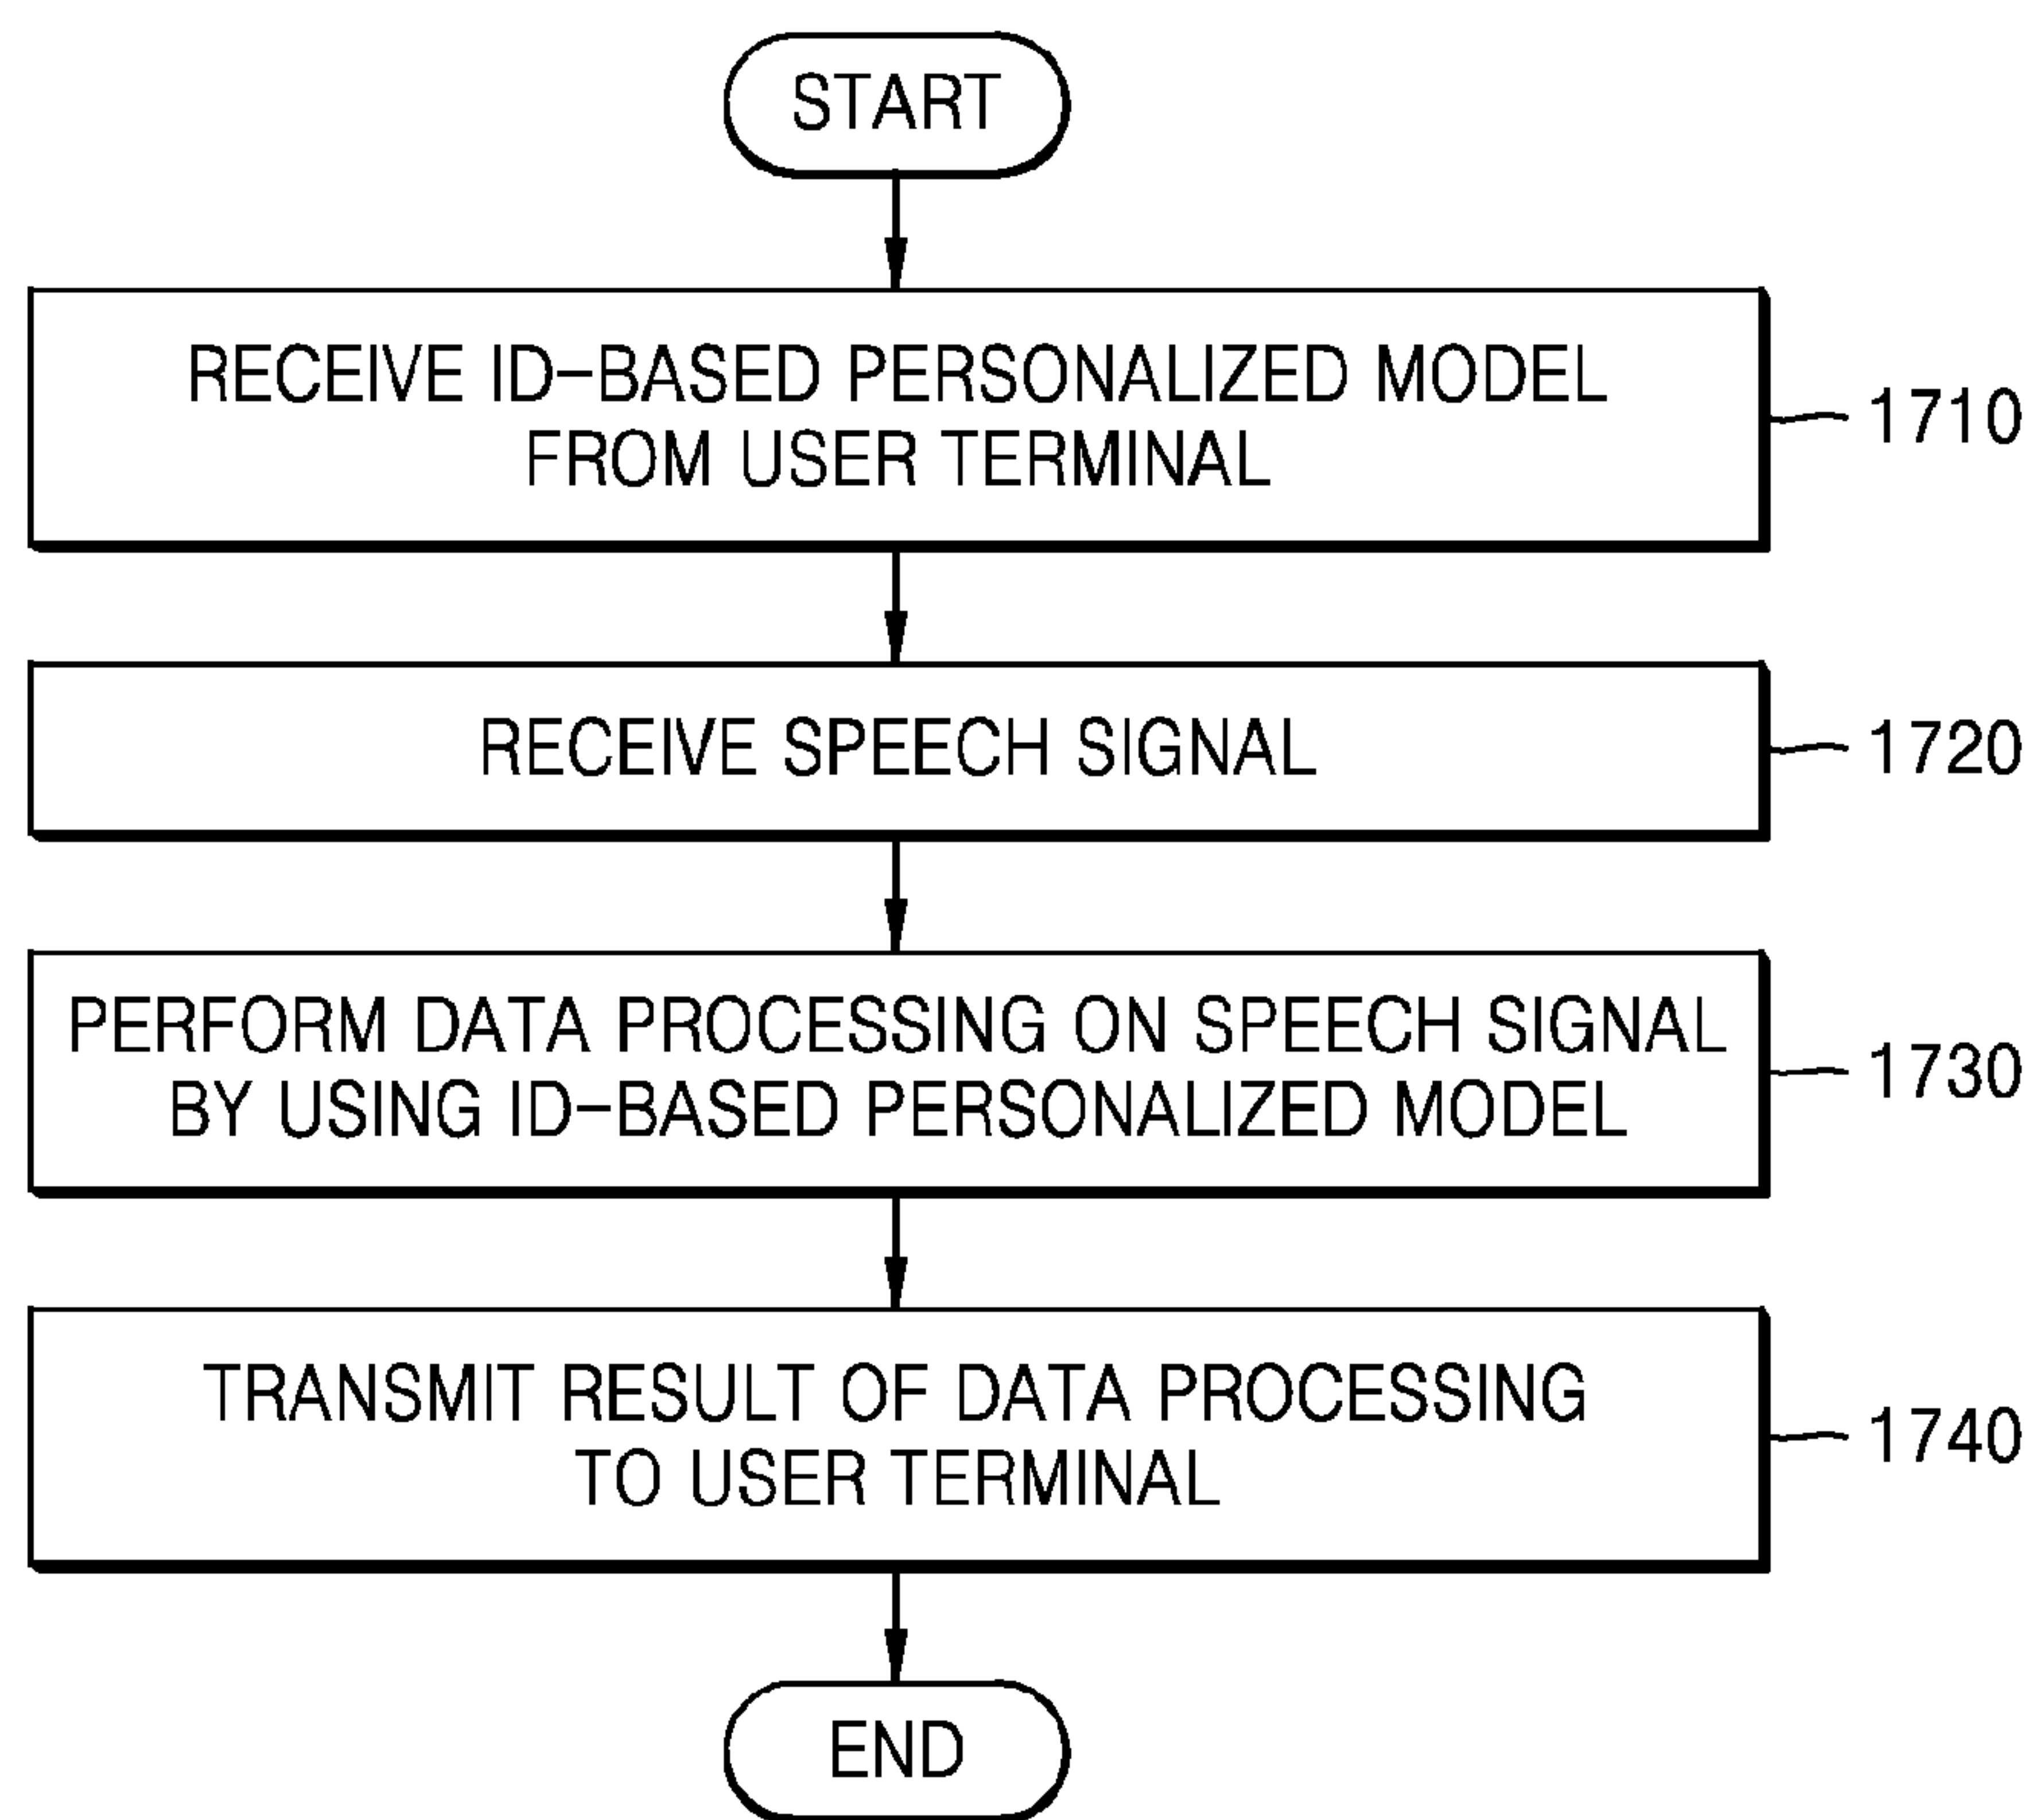 START
RECEIVE ID-BASED PERSONALIZED MODEL
FROM USER TERMINAL
1710
RECEIVE SPEECH SIGNAL
1720
PERFORM DATA PROCESSING ON SPEECH SIGNAL
BY USING ID-BASED PERSONALIZED MODEL
1730
TRANSMIT RESULT OF DATA PROCESSING
TO USER TERMINAL
1740
END